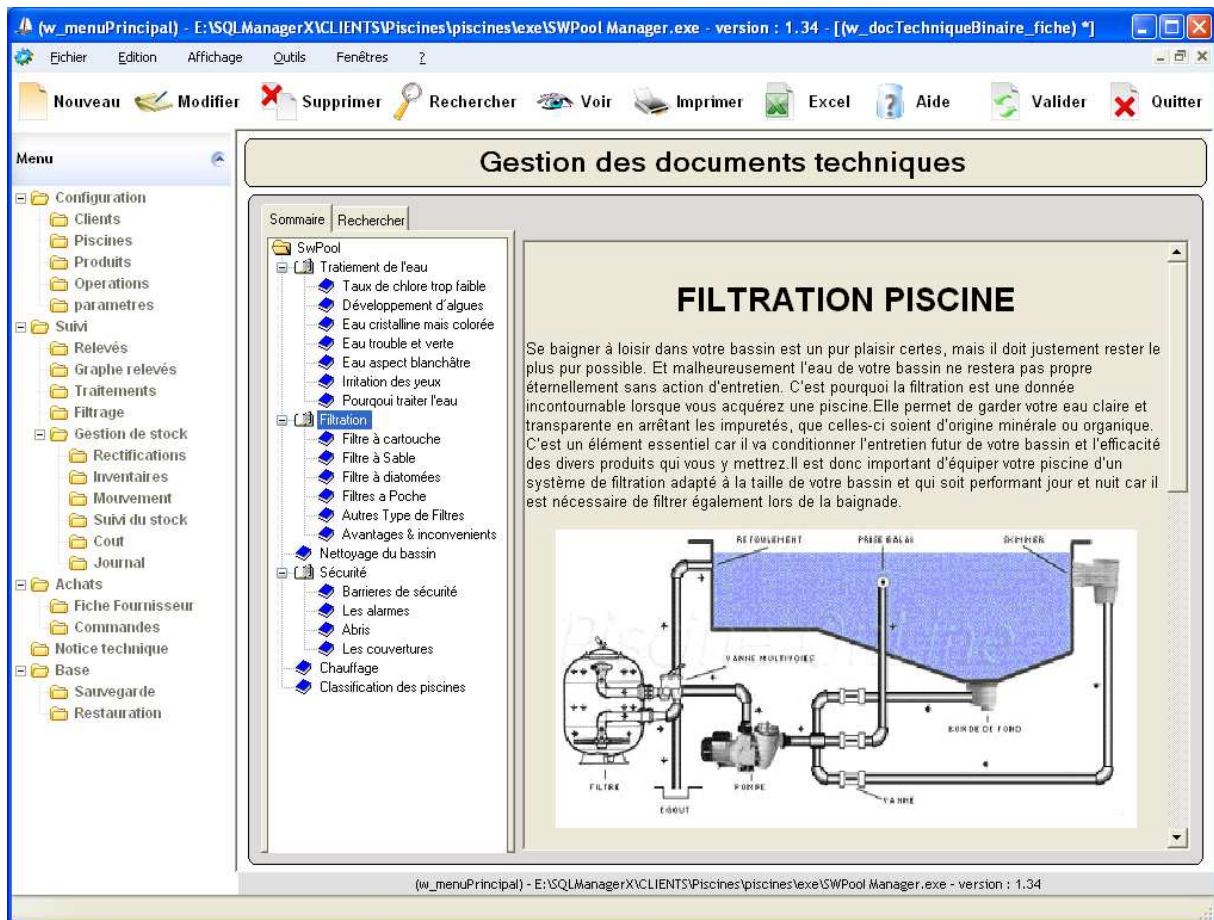 (w_menuPrincipal) - E:\SQLManagerX\CLIENTS\Piscines\piscines\exe\SWPool Manager.exe - version : 1.34 - [(w_docTechniqueBinaire_fiche) *]
Fichier Edition Affichage Outils Fenêtres ?
Nouveau Modifier Supprimer Rechercher Voir Imprimer Excel Aide Valider Quitter
Menu
Configuration
Clients
Piscines
Produits
Operations
parametres
Suivi
Relevés
Graphe relevés
Traitements
Filtrage
Gestion de stock
Rectifications
Inventaires
Mouvement
Suivi du stock
Cout
Journal
Achats
Fiche Fournisseur
Commandes
Notice technique
Base
Sauvegarde
Restauration
Gestion des documents techniques
Sommaire Rechercher
SwPool
Tratiement de l'eau
Taux de chlore trop faible
Développement d'algues
Eau cristalline mais colorée
Eau trouble et verte
Eau aspect blanchâtre
Irritation des yeux
Pourqoui traiter l'eau
Filtration
Filtre à cartouche
Filtre à Sable
Filtre à diatomées
Filtres a Poche
Autres Type de Filtres
Avantages & inconvenients
Nettoyage du bassin
Sécurité
Barrieres de sécurité
Les alarmes
Abris
Les couvertures
Chauffage
Classification des piscines
FILTRATION PISCINE
Se baigner à loisir dans votre bassin est un pur plaisir certes, mais il doit justement rester le
plus pur possible. Et malheureusement l'eau de votre bassin ne restera pas propre
éternellement sans action d'entretien. C'est pourquoi la filtration est une donnée
incontournable lorsque vous acquérez une piscine.Elle permet de garder votre eau claire et
transparente en arrêtant les impuretés, que celles-ci soient d'origine minérale ou organique.
C'est un élément essentiel car il va conditionner l'entretien futur de votre bassin et l'efficacité
des divers produits qui vous y mettrez.Il est donc important d'équiper votre piscine d'un
système de filtration adapté à la taille de votre bassin et qui soit performant jour et nuit car il
est nécessaire de filtrer également lors de la baignade.
REFOULEMENT PRISE BALAI SKIMMER
Piscine OnLine
VANNE MULTIVOIES
BONDE DE FOND
FILTRE POMPE VANNE
EGOUT
(w_menuPrincipal) - E:\SQLManagerX\CLIENTS\Piscines\piscines\exe\SWPool Manager.exe - version : 1.34